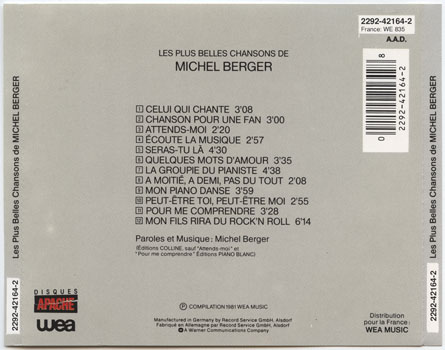 2292-42164-2
France: WE 835
A.A.D.
LES PLUS BELLES CHANSONS DE
MICHEL BERGER
1 CELUI QUI CHANTE 3'08
2 CHANSON POUR UNE FAN 3'00
3 ATTENDS-MOI 2'20
4 ÉCOUTE LA MUSIQUE 2'57
5 SERAS-TU LÀ 4'30
6 QUELQUES MOTS D'AMOUR 3'35
7 LA GROUPIE DU PIANISTE 4'38
8 A MOITIÉ, A DEMI, PAS DU TOUT 2'08
9 MON PIANO DANSE 3'59
10 PEUT-ÊTRE TOI, PEUT-ÊTRE MOI 2'55
11 POUR ME COMPRENDRE 3'28
12 MON FILS RIRA DU ROCK'N ROLL 6'14
Paroles et Musique: Michel Berger
(Éditions COLLINE, sauf "Attends-moi" et
"Pour me comprendre" Éditions PIANO BLANC)
8
0
2292-42164-2
DISQUES
APACHE
wea
Ⓟ COMPILATION 1981 WEA MUSIC
Manufactured in Germany by Record Service GmbH, Alsdorf
Fabriqué en Allemagne par Record Service GmbH, Alsdorf
A Warner Communications Company
Distribution
pour la France:
WEA MUSIC
Les Plus Belles Chansons de MICHEL BERGER
2292-42164-2
Les Plus Belles Chansons de MICHEL BERGER
2292-42164-2